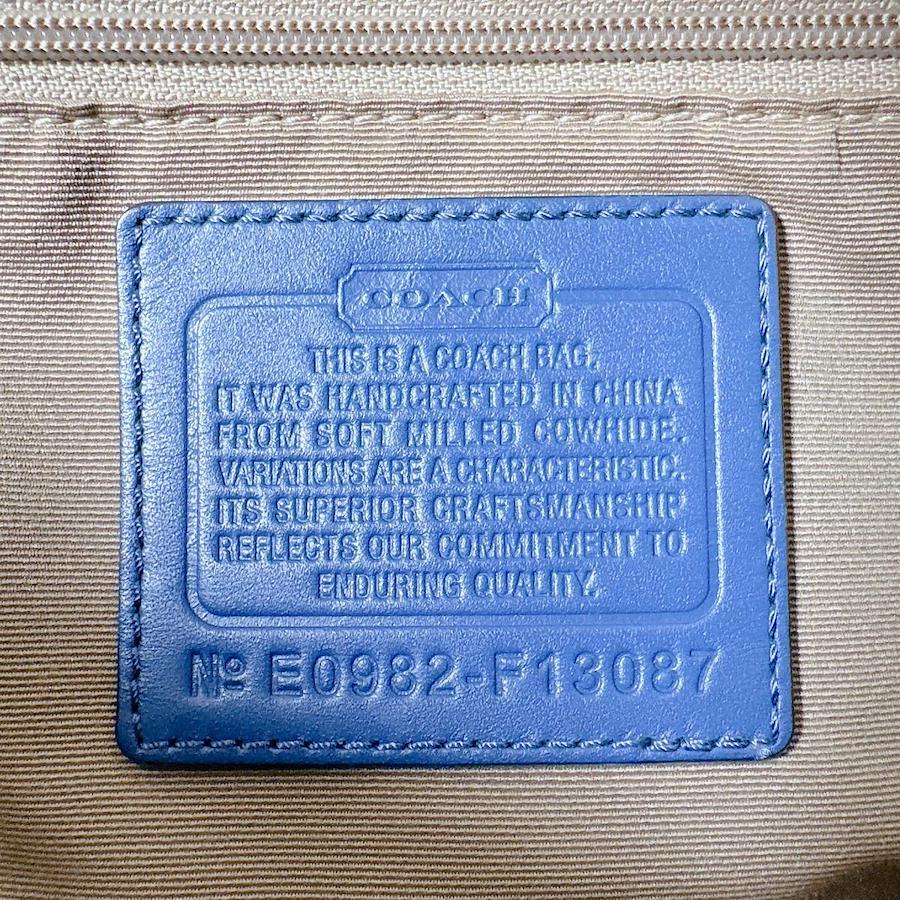 COACH
THIS IS A COACH BAG.
IT WAS HANDCRAFTED IN CHINA
FROM SOFT MILLED COWHIDE.
VARIATIONS ARE A CHARACTERISTIC.
ITS SUPERIOR CRAFTSMANSHIP
REFLECTS OUR COMMITMENT TO
ENDURING QUALITY.
№ E0982-F13087